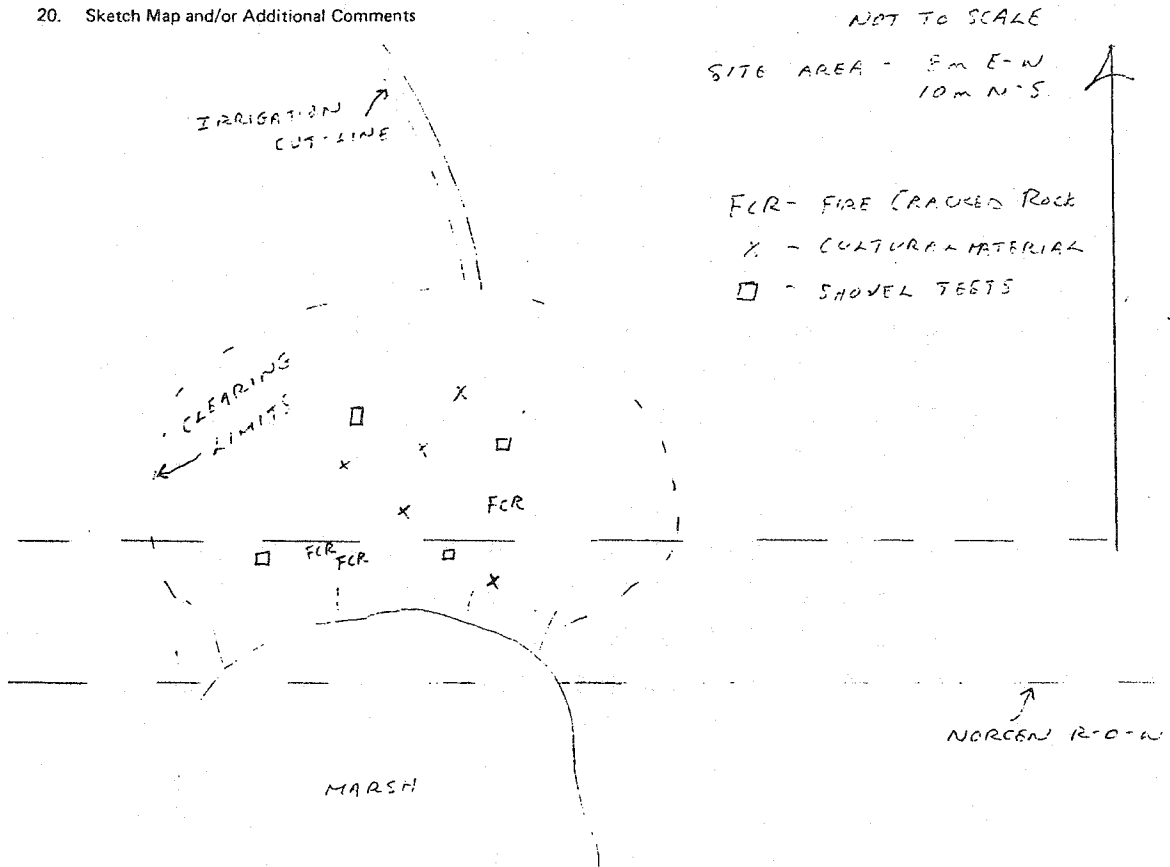 20. Sketch Map and/or Additional Comments
NOT TO SCALE
SITE AREA - 5m E-W
10m N-S
IRRIGATION
CUT-LINE
FCR - FIRE CRACKED ROCK
X - CULTURAL MATERIAL
□ - SHOVEL TESTS
CLEARING
LIMITS
X
X
X
X
FCR
FCR
FCR
X
NORCEN R-O-W
MARSH